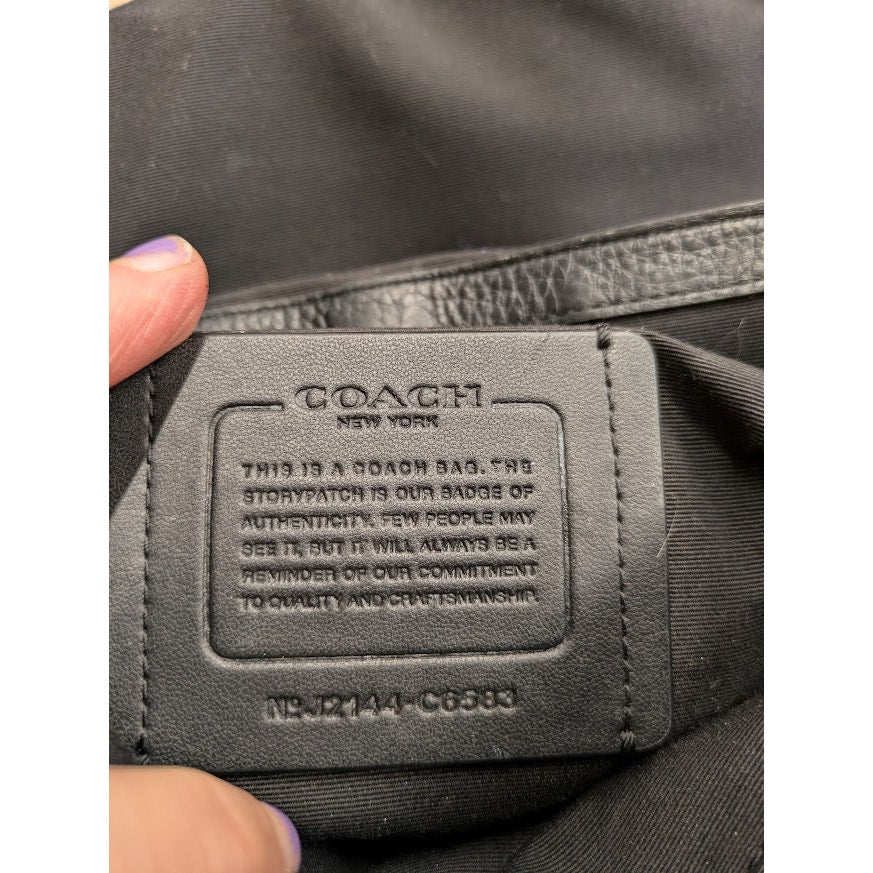 COACH
NEW YORK
THIS IS A COACH BAG. THE
STORYPATCH IS OUR BADGE OF
AUTHENTICITY. FEW PEOPLE MAY
SEE IT, BUT IT WILL ALWAYS BE A
REMINDER OF OUR COMMITMENT
TO QUALITY AND CRAFTSMANSHIP.
Nº J2144-C6583